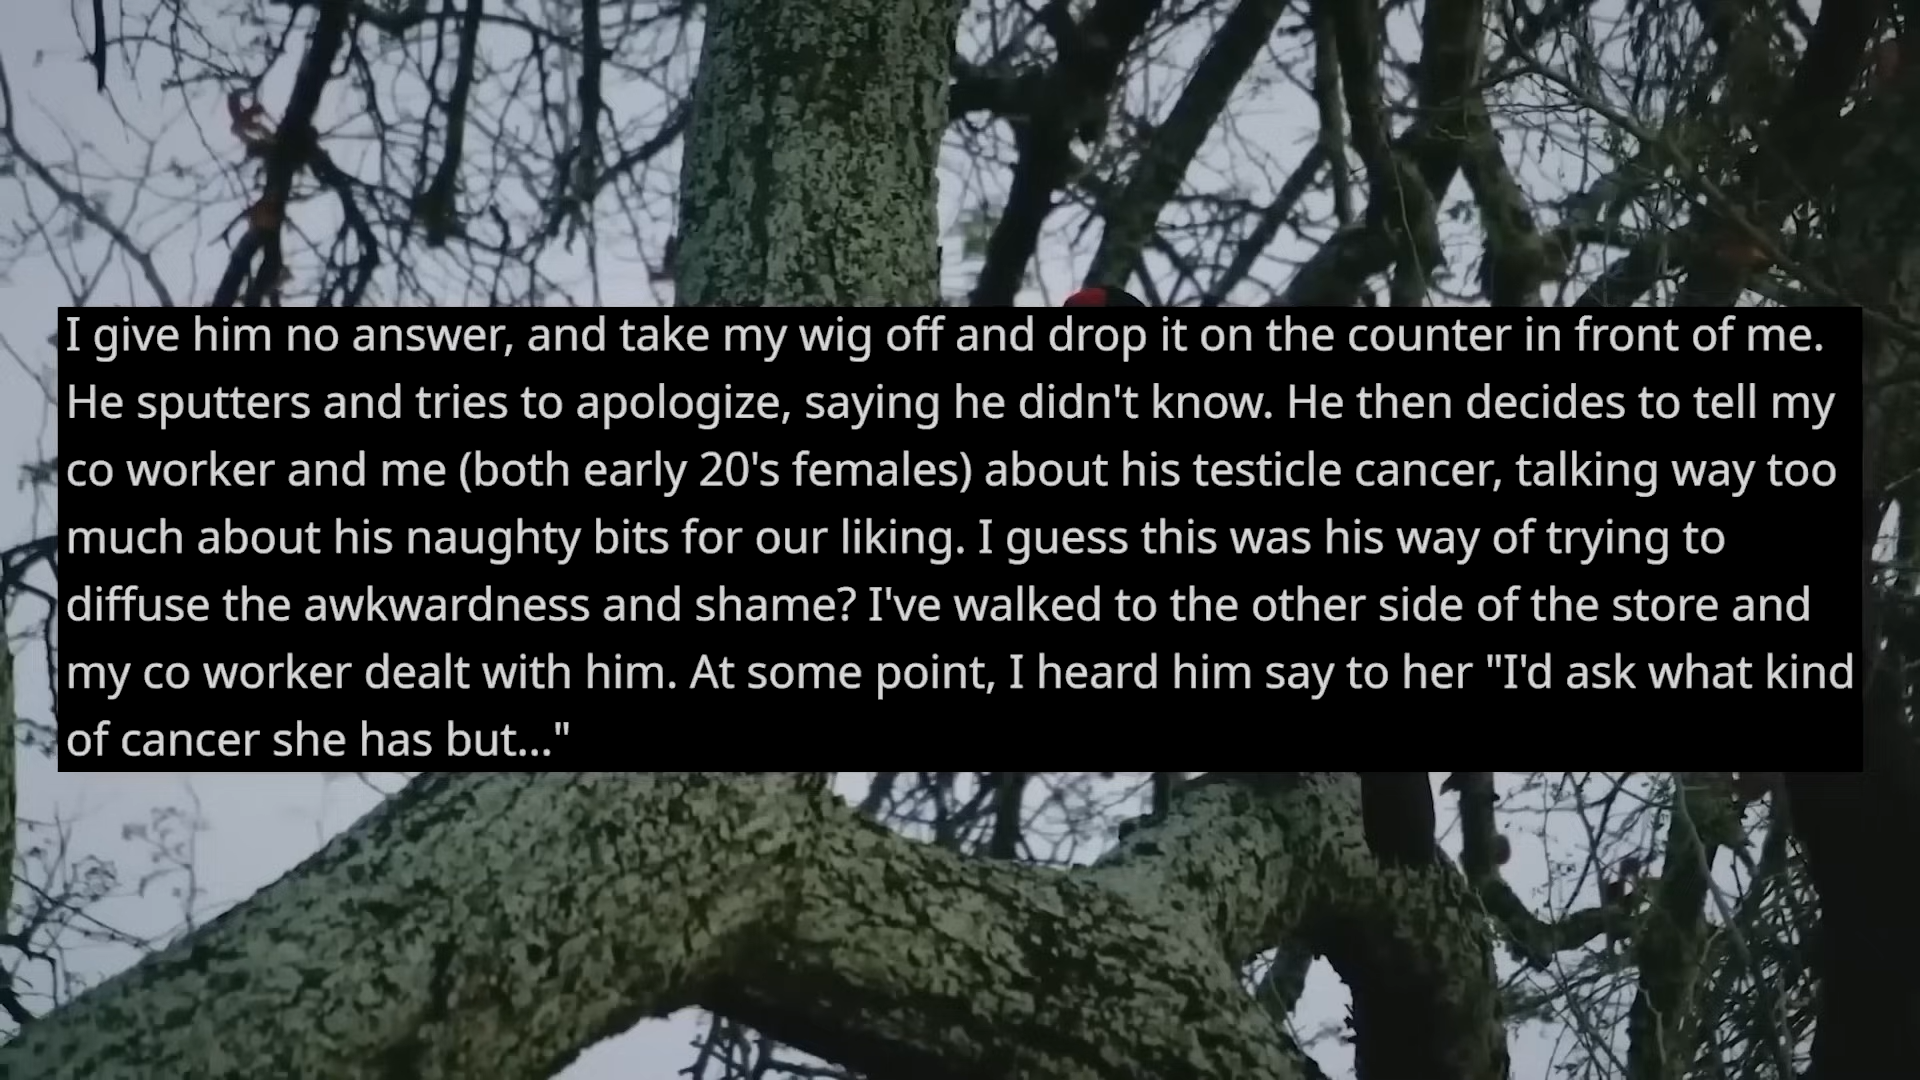 I give him no answer, and take my wig off and drop it on the counter in front of me.
He sputters and tries to apologize, saying he didn't know. He then decides to tell my
co worker and me (both early 20's females) about his testicle cancer, talking way too
much about his naughty bits for our liking. I guess this was his way of trying to
diffuse the awkwardness and shame? I've walked to the other side of the store and
my co worker dealt with him. At some point, I heard him say to her "I'd ask what kind
of cancer she has but..."